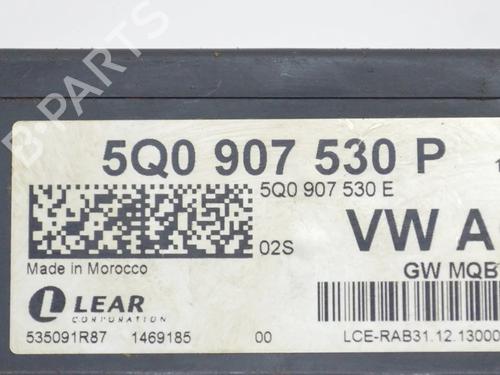 B-PARTS
5Q0 907 530 P
5Q0 907 530 E
02S
VW A
Made in Morocco
GW MQB
LEAR
CORPORATION
535091R87 1469185 00 LCE-RAB31.12.13000